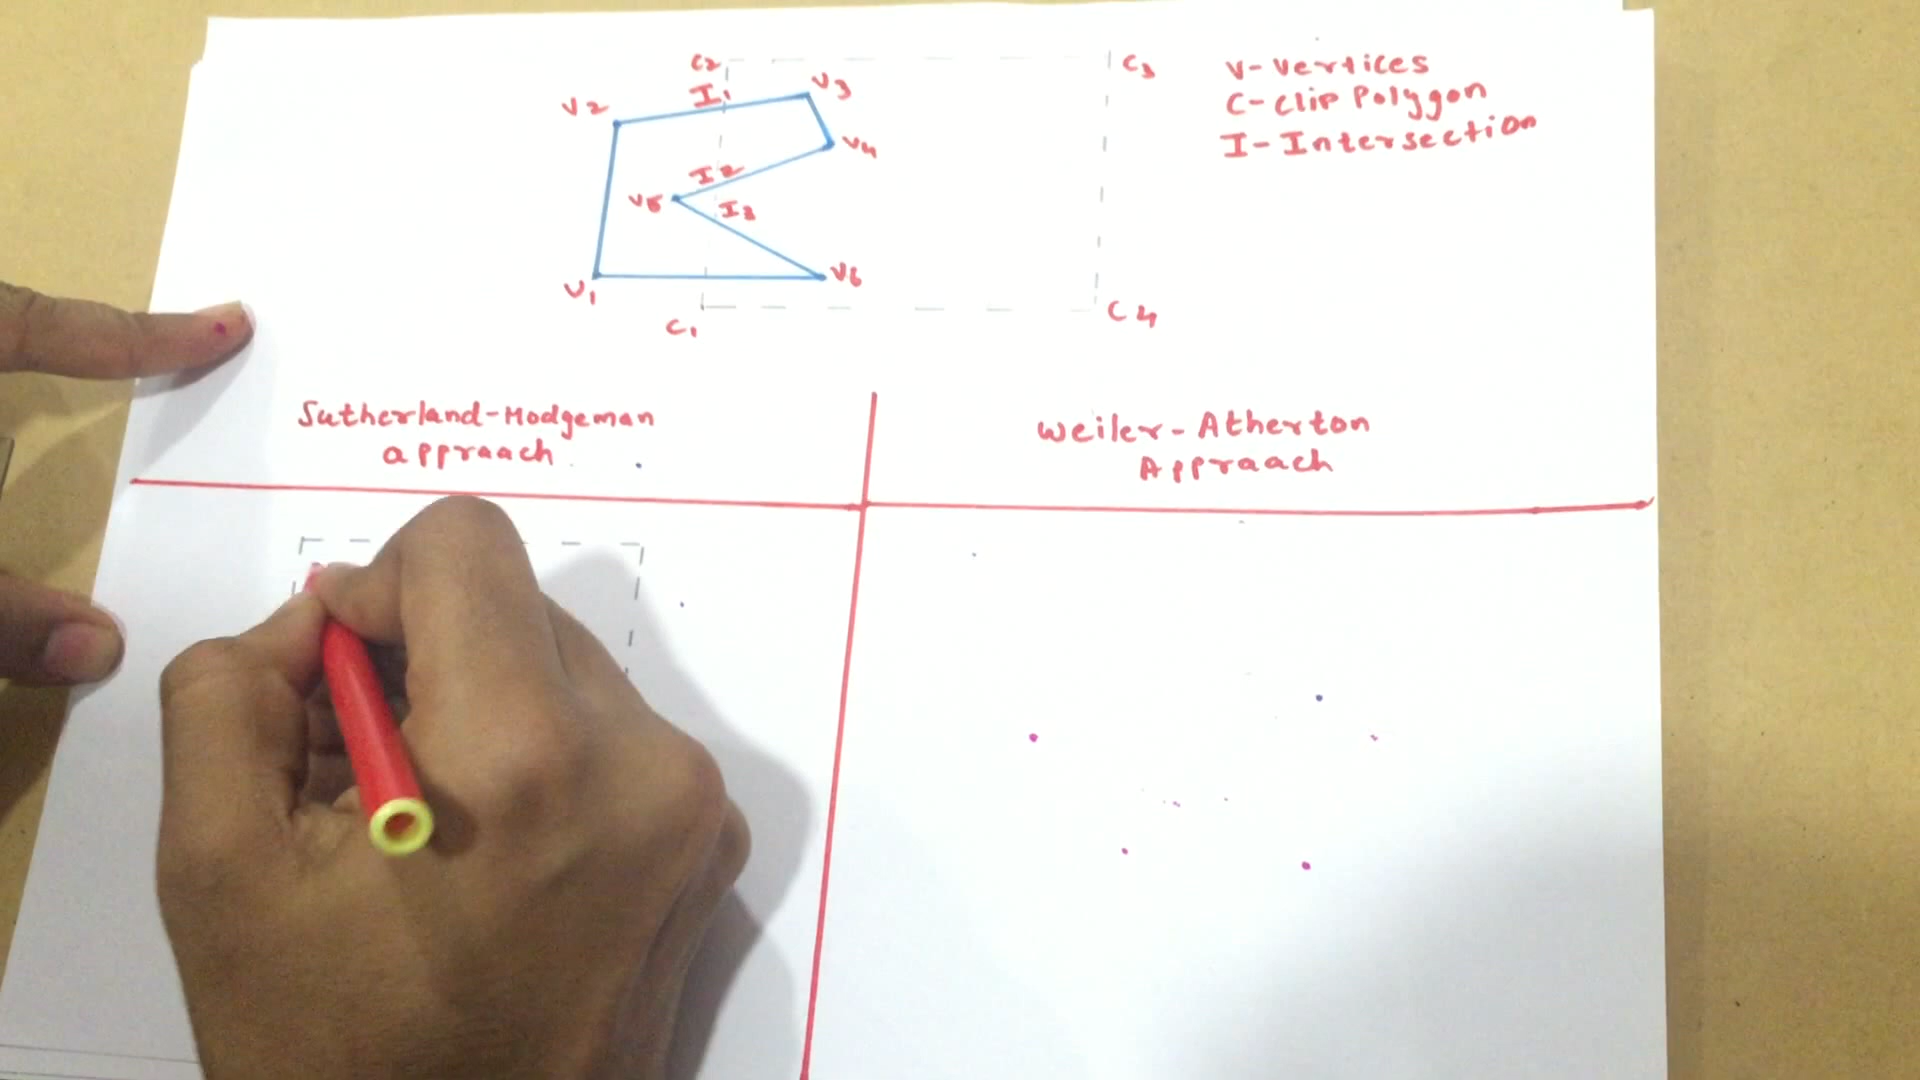 C2
C3
V3
I1
V2
V4
I2
V5
I3
V6
V1
C1
C4
V-Vertices
C-Clip Polygon
I-Intersection
Sutherland-Hodgeman
appraach
Weiler-Atherton
Appraach